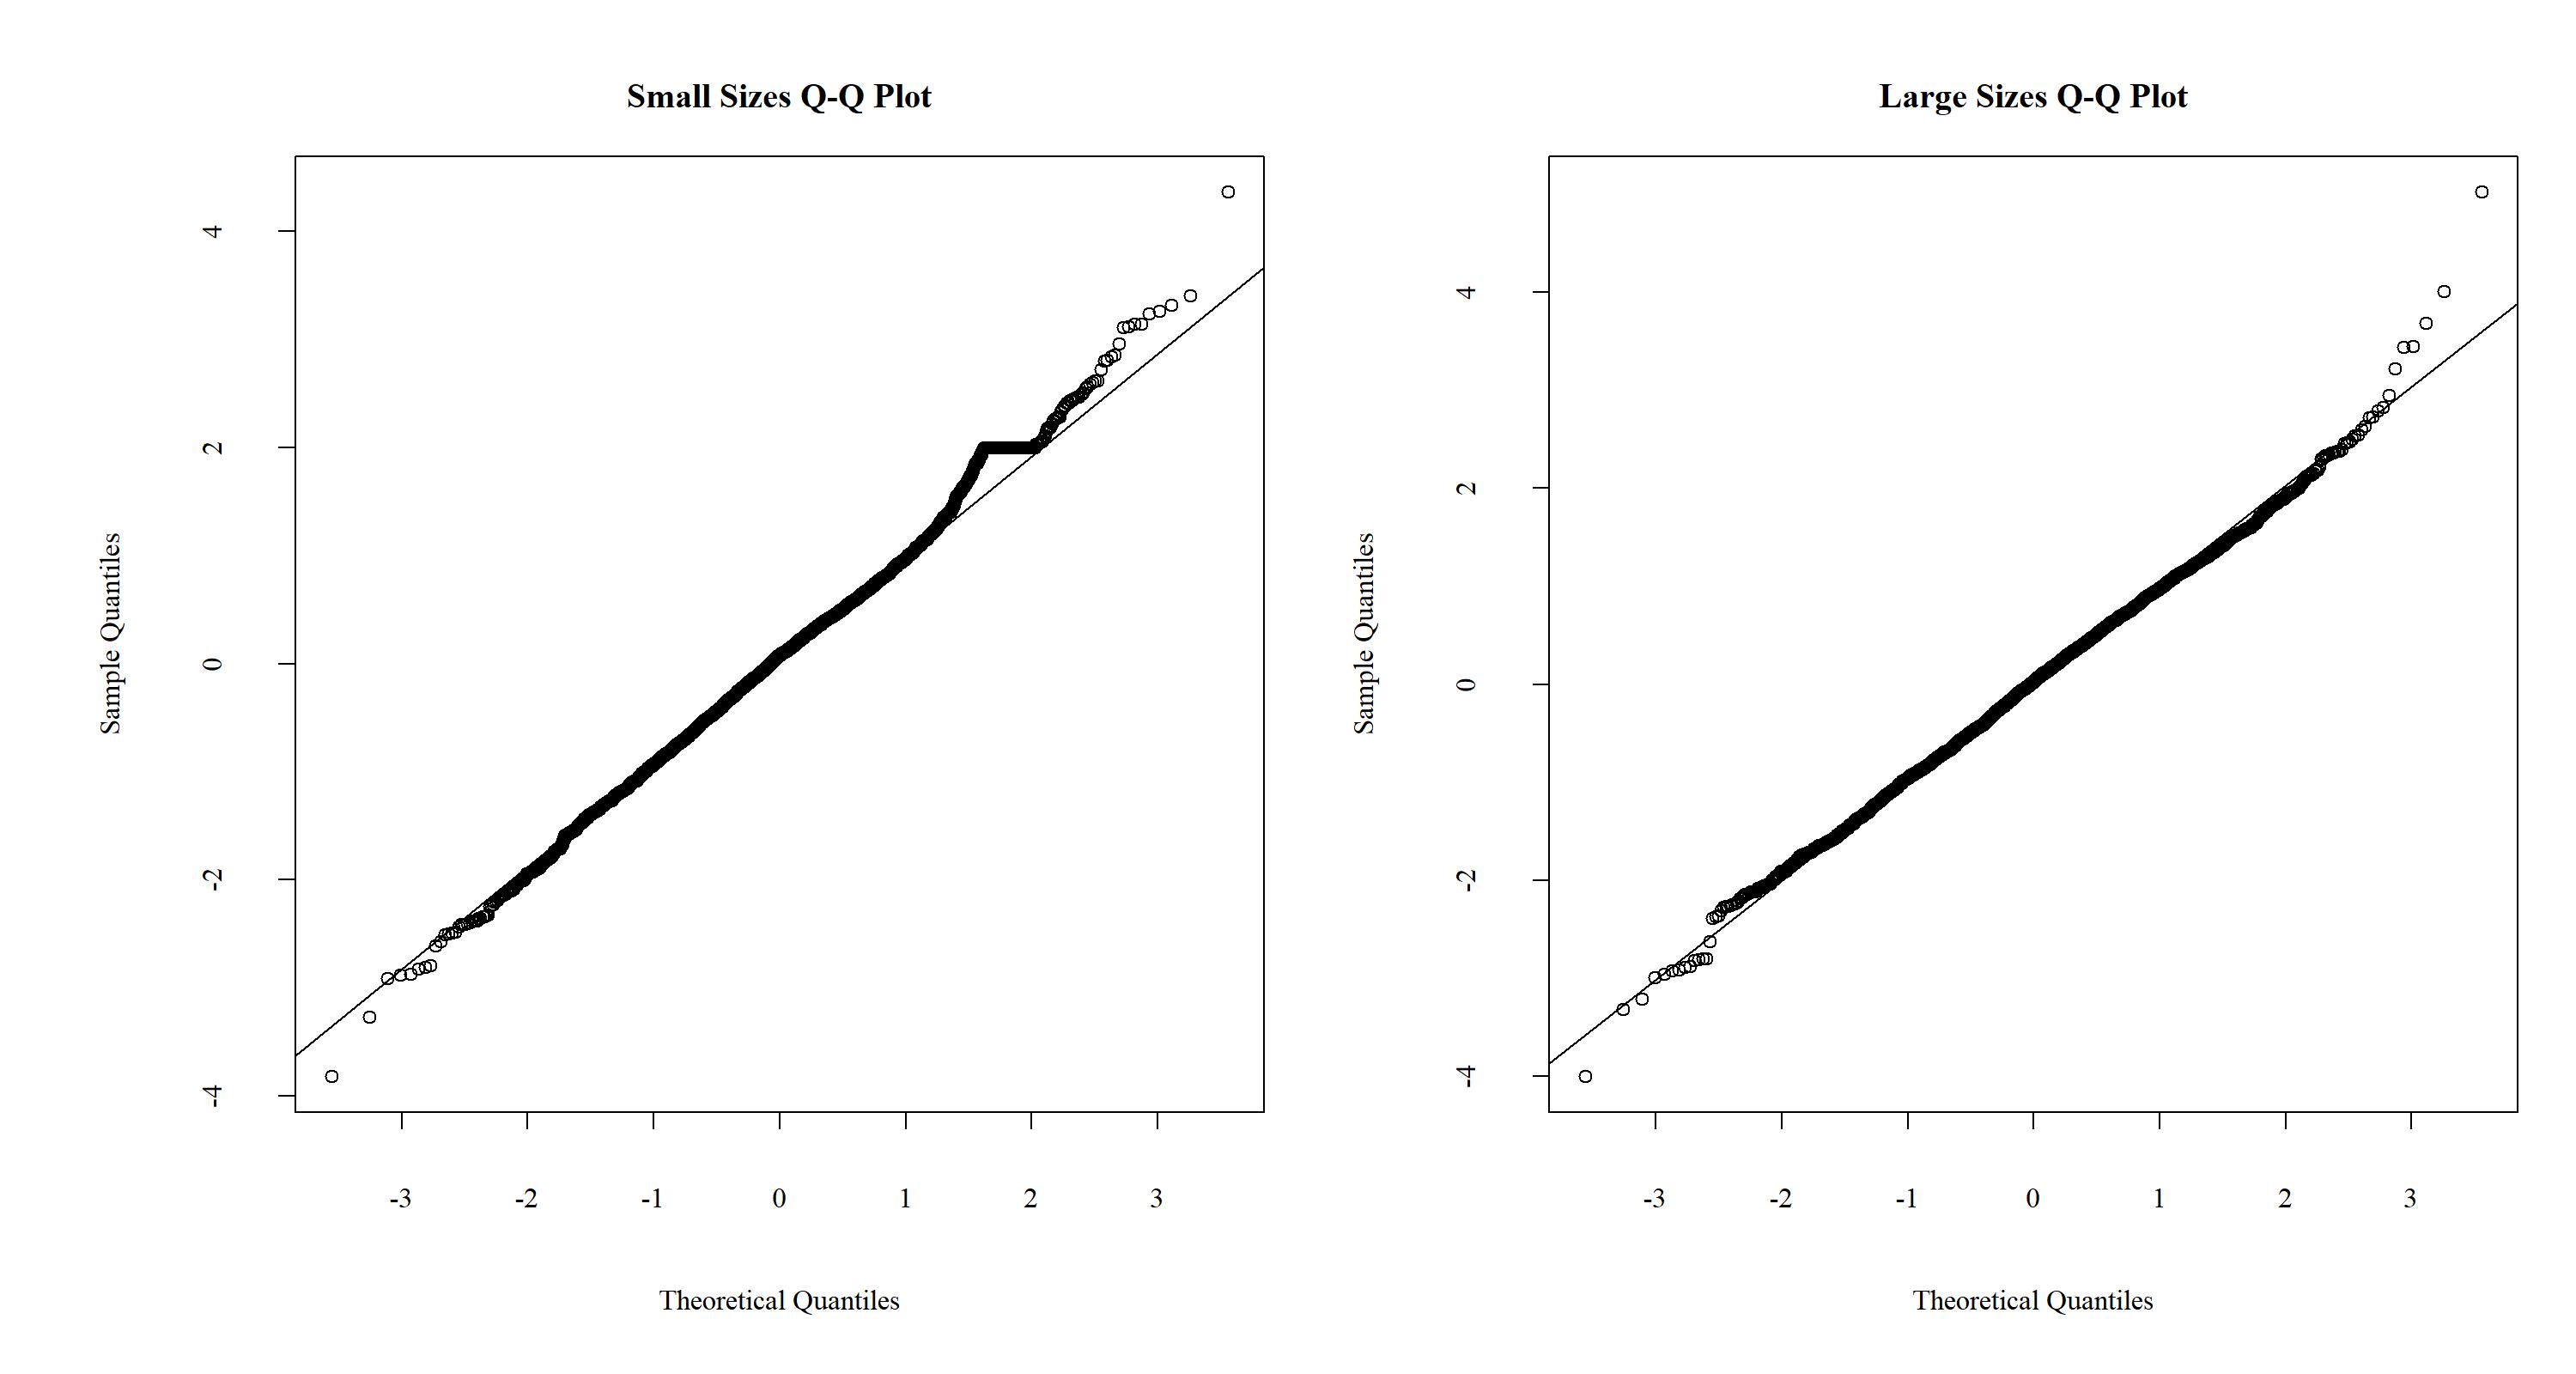 Small Sizes Q-Q Plot
Sample Quantiles
4
2
0
-2
-4
-3 -2 -1 0 1 2 3
Theoretical Quantiles
Large Sizes Q-Q Plot
Sample Quantiles
4
2
0
-2
-4
-3 -2 -1 0 1 2 3
Theoretical Quantiles